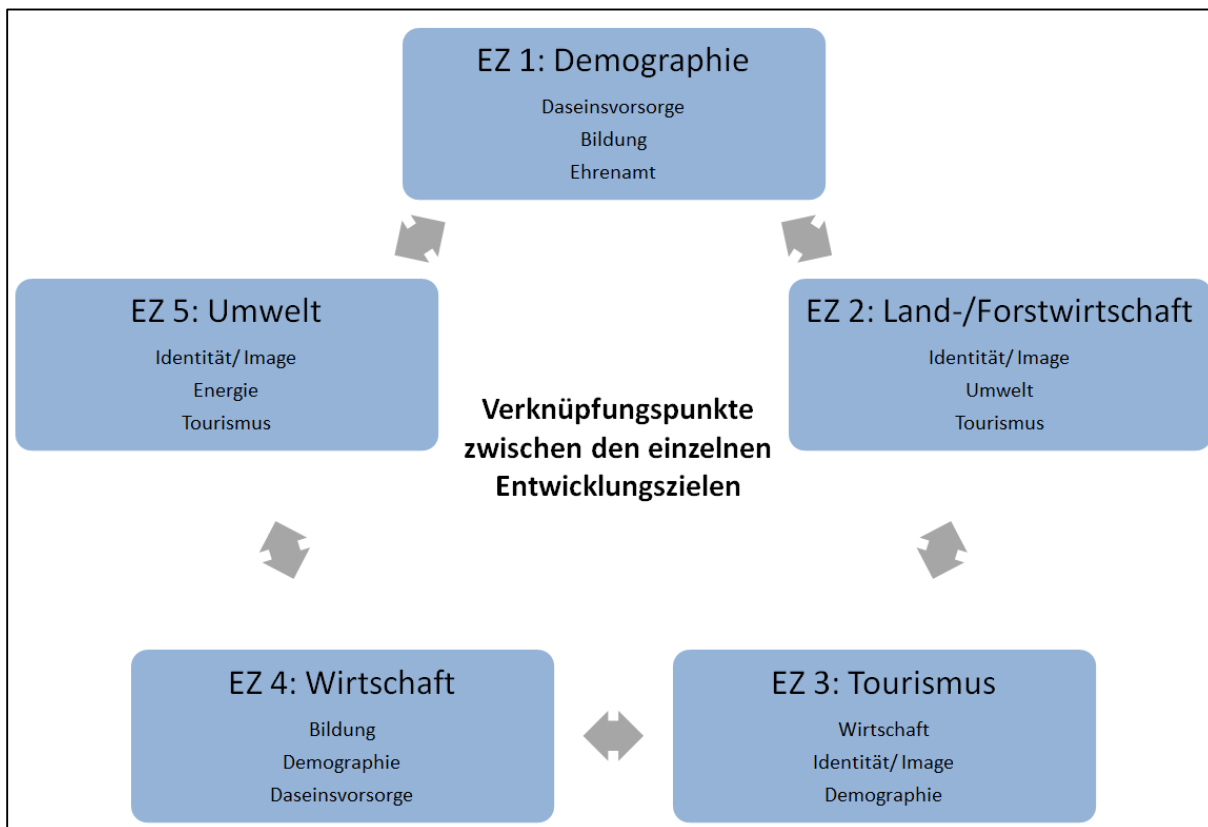 EZ 1: Demographie
Daseinsvorsorge
Bildung
Ehrenamt
EZ 5: Umwelt
Identität/ Image
Energie
Tourismus
EZ 2: Land-/Forstwirtschaft
Identität/ Image
Umwelt
Tourismus
Verknüpfungspunkte
zwischen den einzelnen
Entwicklungszielen
EZ 4: Wirtschaft
Bildung
Demographie
Daseinsvorsorge
EZ 3: Tourismus
Wirtschaft
Identität/ Image
Demographie